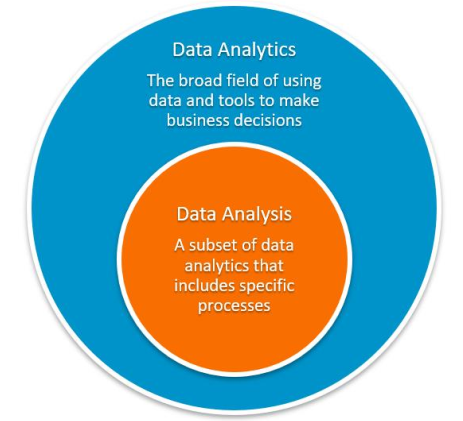 Data Analytics
The broad field of using
data and tools to make
business decisions
Data Analysis
A subset of data
analytics that
includes specific
processes